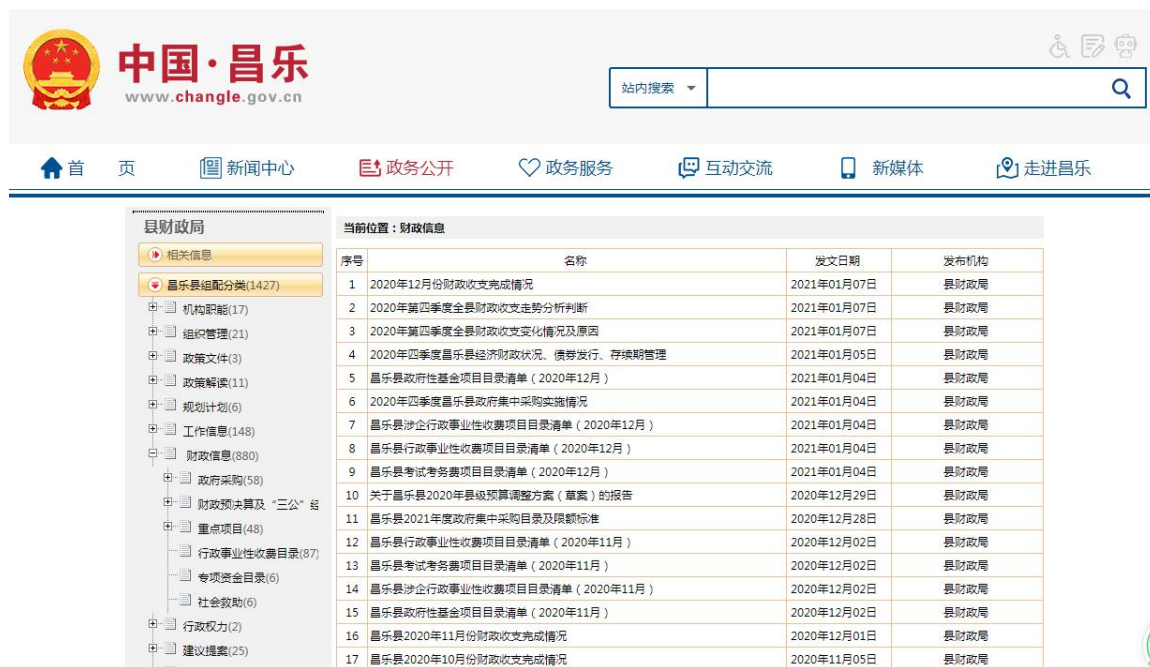 中国·昌乐
www.changle.gov.cn
站内搜索
首 页 新闻中心 政务公开 政务服务 互动交流 新媒体 走进昌乐
县财政局
相关信息
昌乐县组配分类(1427)
机构职能(17)
组织管理(21)
政策文件(3)
政策解读(11)
规划计划(6)
工作信息(148)
财政信息(880)
政府采购(58)
财政预决算及“三公”经
重点项目(48)
行政事业性收费目录(87)
专项资金目录(6)
社会救助(6)
行政权力(2)
建议提案(25)
当前位置：财政信息
序号 名称 发文日期 发布机构
1 2020年12月份财政收支完成情况 2021年01月07日 县财政局
2 2020年第四季度全县财政收支走势分析判断 2021年01月07日 县财政局
3 2020年第四季度全县财政收支变化情况及原因 2021年01月07日 县财政局
4 2020年四季度昌乐县经济财政状况、债券发行、存续期管理 2021年01月05日 县财政局
5 昌乐县政府性基金项目目录清单（2020年12月） 2021年01月04日 县财政局
6 2020年四季度昌乐县政府集中采购实施情况 2021年01月04日 县财政局
7 昌乐县涉企行政事业性收费项目目录清单（2020年12月） 2021年01月04日 县财政局
8 昌乐县行政事业性收费项目目录清单（2020年12月） 2021年01月04日 县财政局
9 昌乐县考试考务费项目目录清单（2020年12月） 2021年01月04日 县财政局
10 关于昌乐县2020年县级预算调整方案（草案）的报告 2020年12月29日 县财政局
11 昌乐县2021年度政府集中采购目录及限额标准 2020年12月28日 县财政局
12 昌乐县行政事业性收费项目目录清单（2020年11月） 2020年12月02日 县财政局
13 昌乐县考试考务费项目目录清单（2020年11月） 2020年12月02日 县财政局
14 昌乐县涉企行政事业性收费项目目录清单（2020年11月） 2020年12月02日 县财政局
15 昌乐县政府性基金项目目录清单（2020年11月） 2020年12月02日 县财政局
16 昌乐县2020年11月份财政收支完成情况 2020年12月01日 县财政局
17 昌乐县2020年10月份财政收支完成情况 2020年11月05日 县财政局